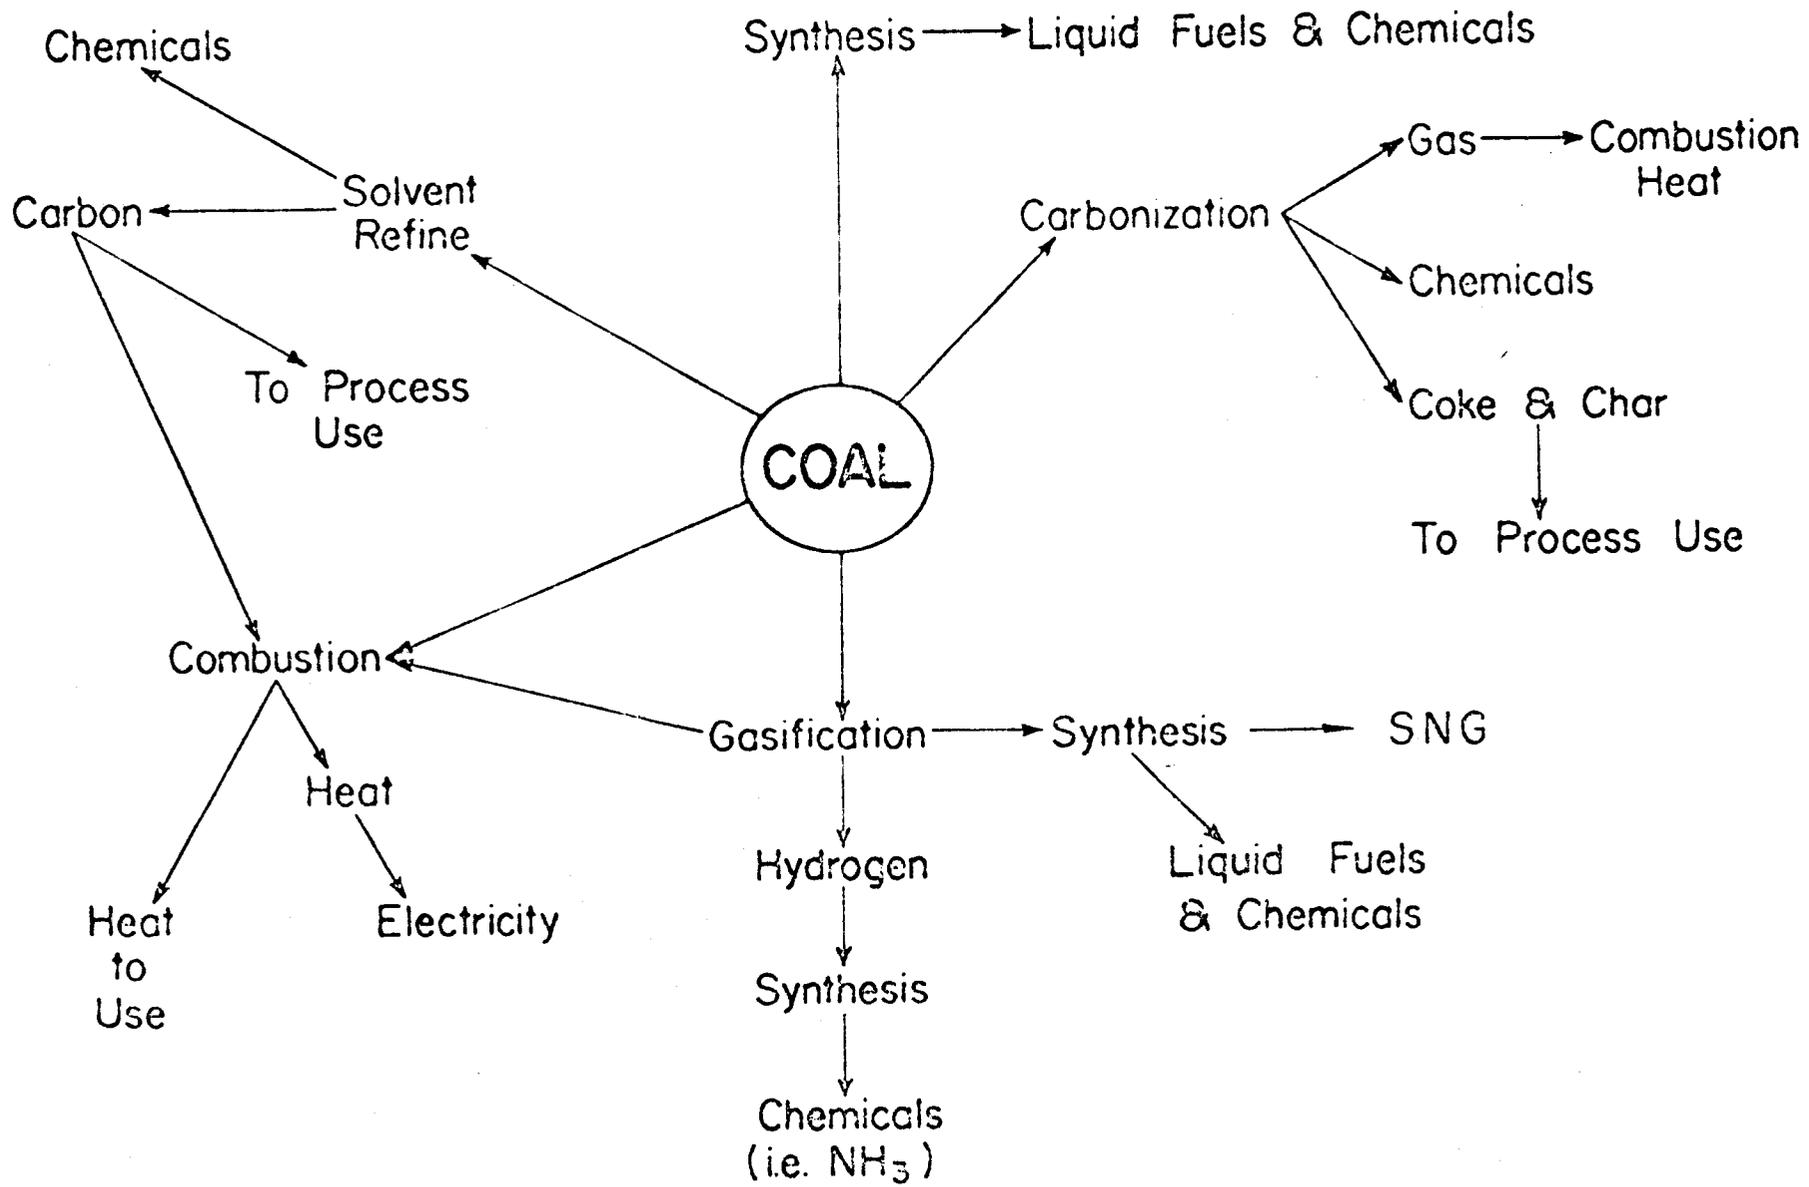 Chemicals
Synthesis
Liquid Fuels & Chemicals
Gas
Combustion
Heat
Solvent
Refine
Carbon
Carbonization
Chemicals
To Process
Use
Coke & Char
COAL
To Process Use
Combustion
Gasification
Synthesis
SNG
Heat
Hydrogen
Liquid Fuels
& Chemicals
Heat
to
Use
Electricity
Synthesis
Chemicals
(i.e. NH₃)